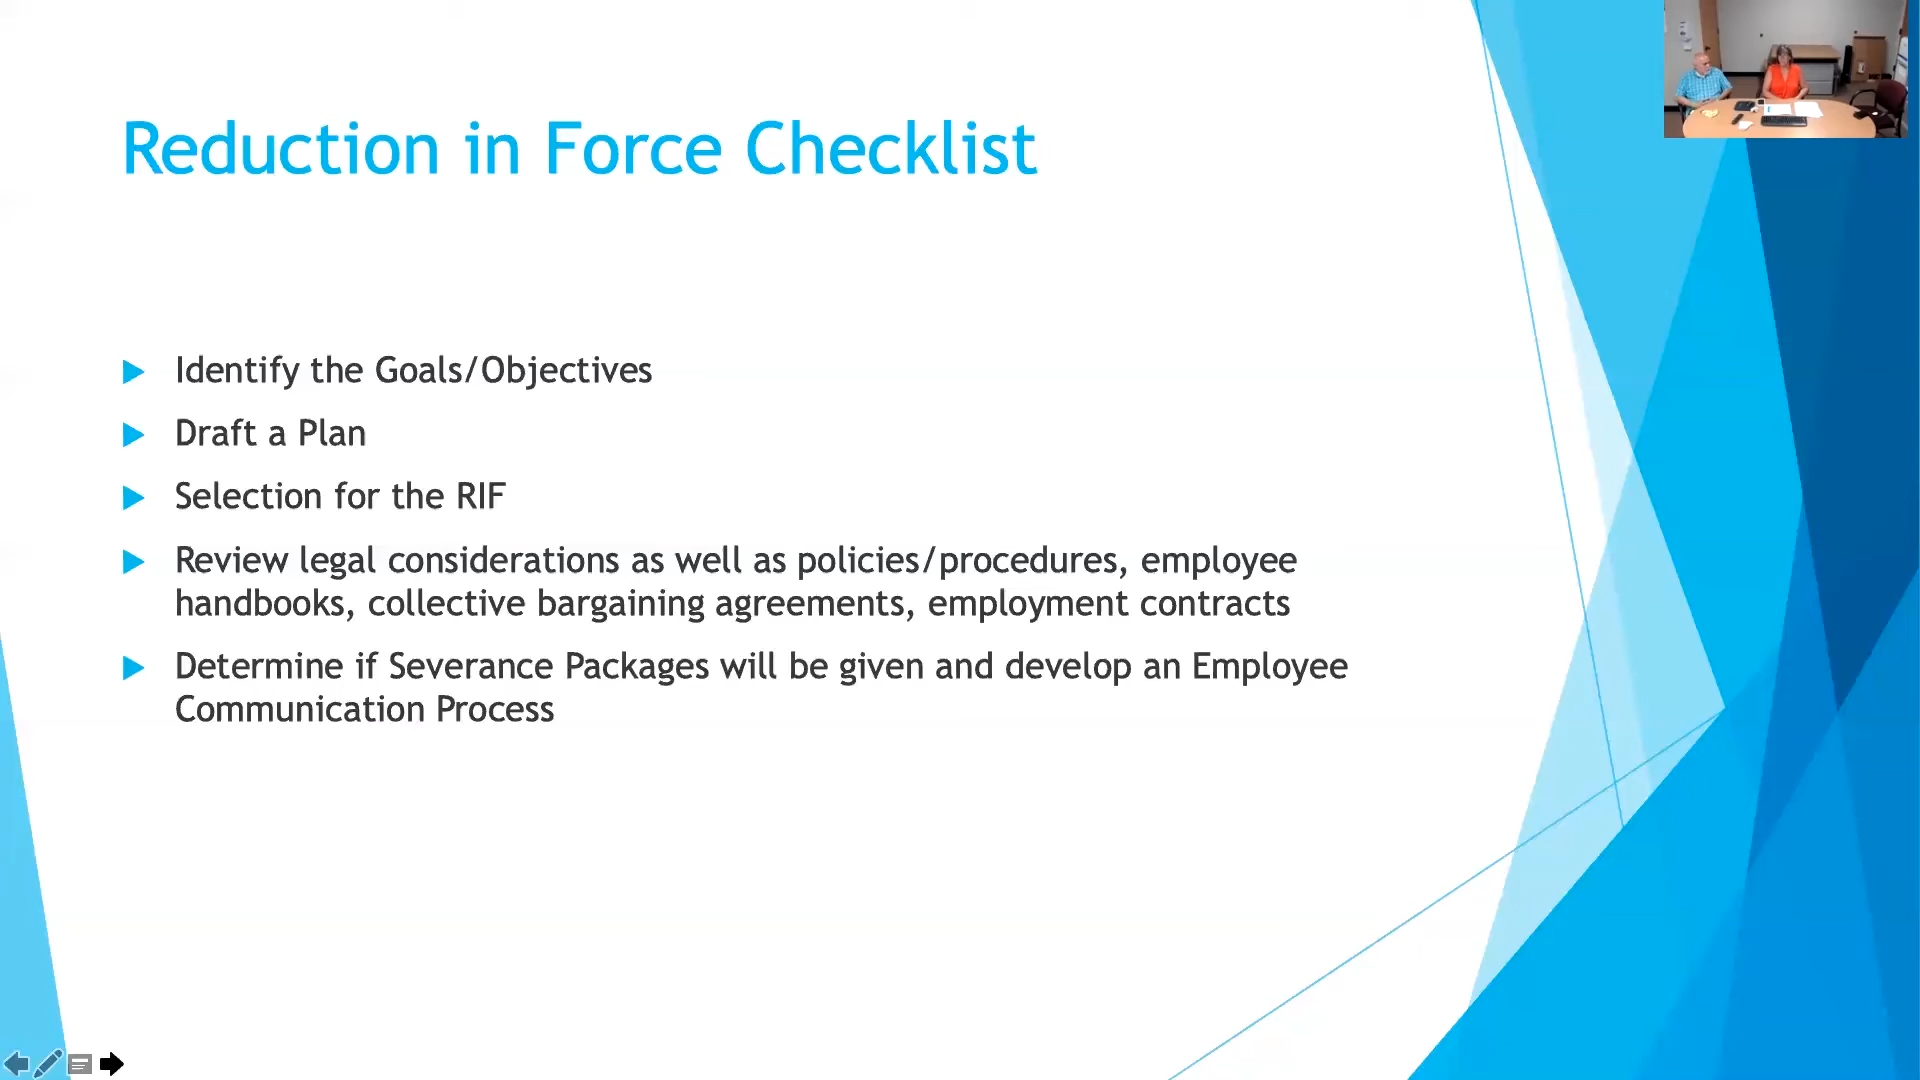 Reduction in Force Checklist
Identify the Goals/Objectives
Draft a Plan
Selection for the RIF
Review legal considerations as well as policies/procedures, employee
handbooks, collective bargaining agreements, employment contracts
Determine if Severance Packages will be given and develop an Employee
Communication Process